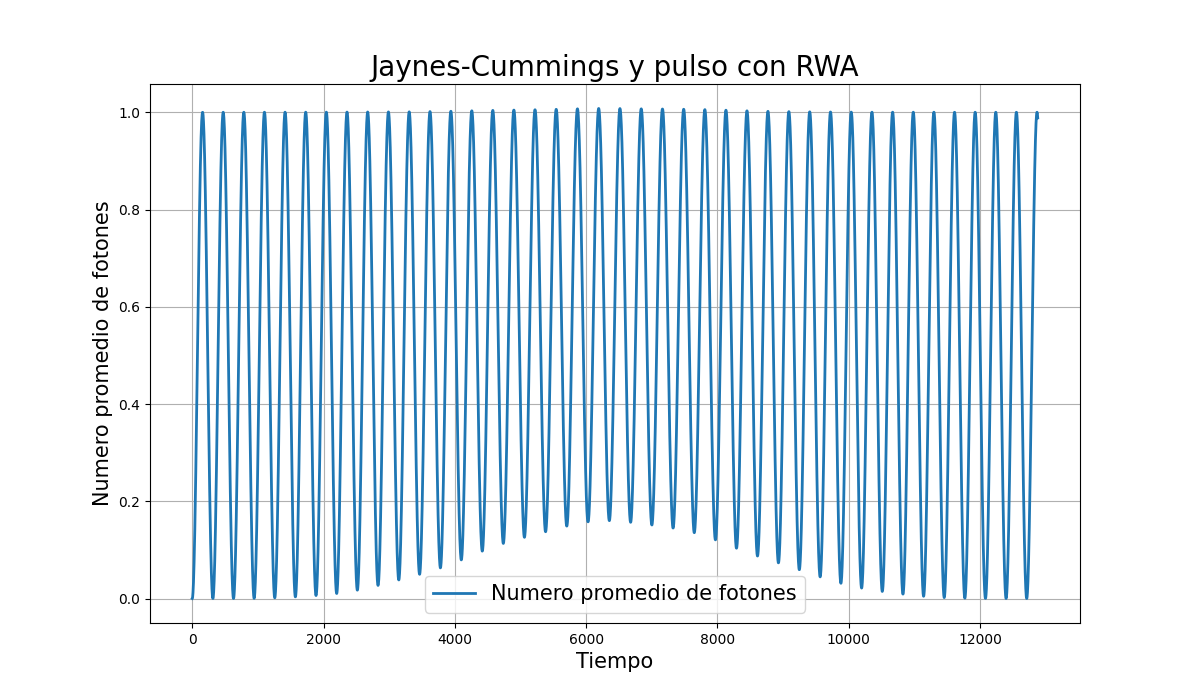 Jaynes-Cummings y pulso con RWA
1.0
0.8
0.6
0.4
0.2
0.0
Numero promedio de fotones
Numero promedio de fotones
0 2000 4000 6000 8000 10000 12000
Tiempo